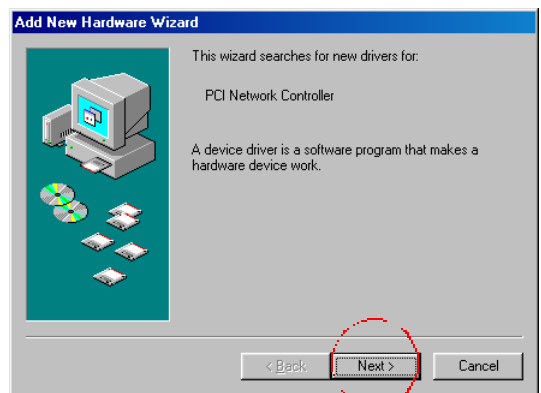 Add New Hardware Wizard
This wizard searches for new drivers for:
PCI Network Controller
A device driver is a software program that makes a
hardware device work.
< Back
Next >
Cancel